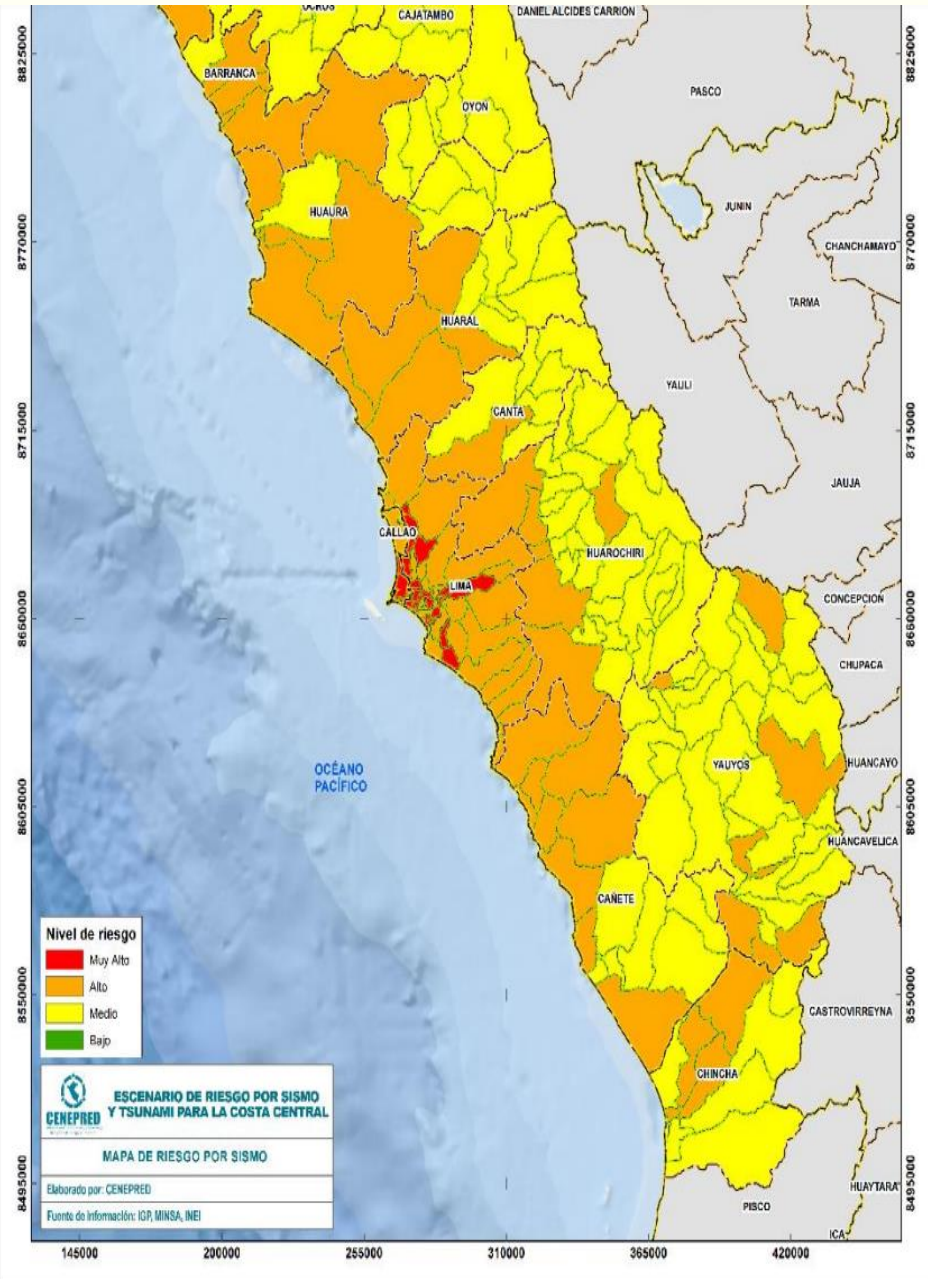 OCROS
CAJATAMBO
DANIEL ALCIDES CARRION
BARRANCA
OYON
PASCO
HUAURA
JUNIN
CHANCHAMAYO
TARMA
HUARAL
YAULI
CANTA
JAUJA
CALLAO
HUAROCHIRI
LIMA
CONCEPCION
CHUPACA
OCÉANO
PACÍFICO
YAUYOS
HUANCAYO
HUANCAVELICA
CAÑETE
CASTROVIRREYNA
CHINCHA
HUAYTARA
PISCO
ICA
8825000
8770000
8715000
8660000
8605000
8550000
8495000
8825000
8770000
8715000
8660000
8605000
8550000
8495000
Nivel de riesgo
Muy Alto
Alto
Medio
Bajo
CENEPRED
ESCENARIO DE RIESGO POR SISMO
Y TSUNAMI PARA LA COSTA CENTRAL
MAPA DE RIESGO POR SISMO
Elaborado por: CENEPRED
Fuente de Información: IGP, MINSA, INEI
145000 200000 255000 310000 365000 420000